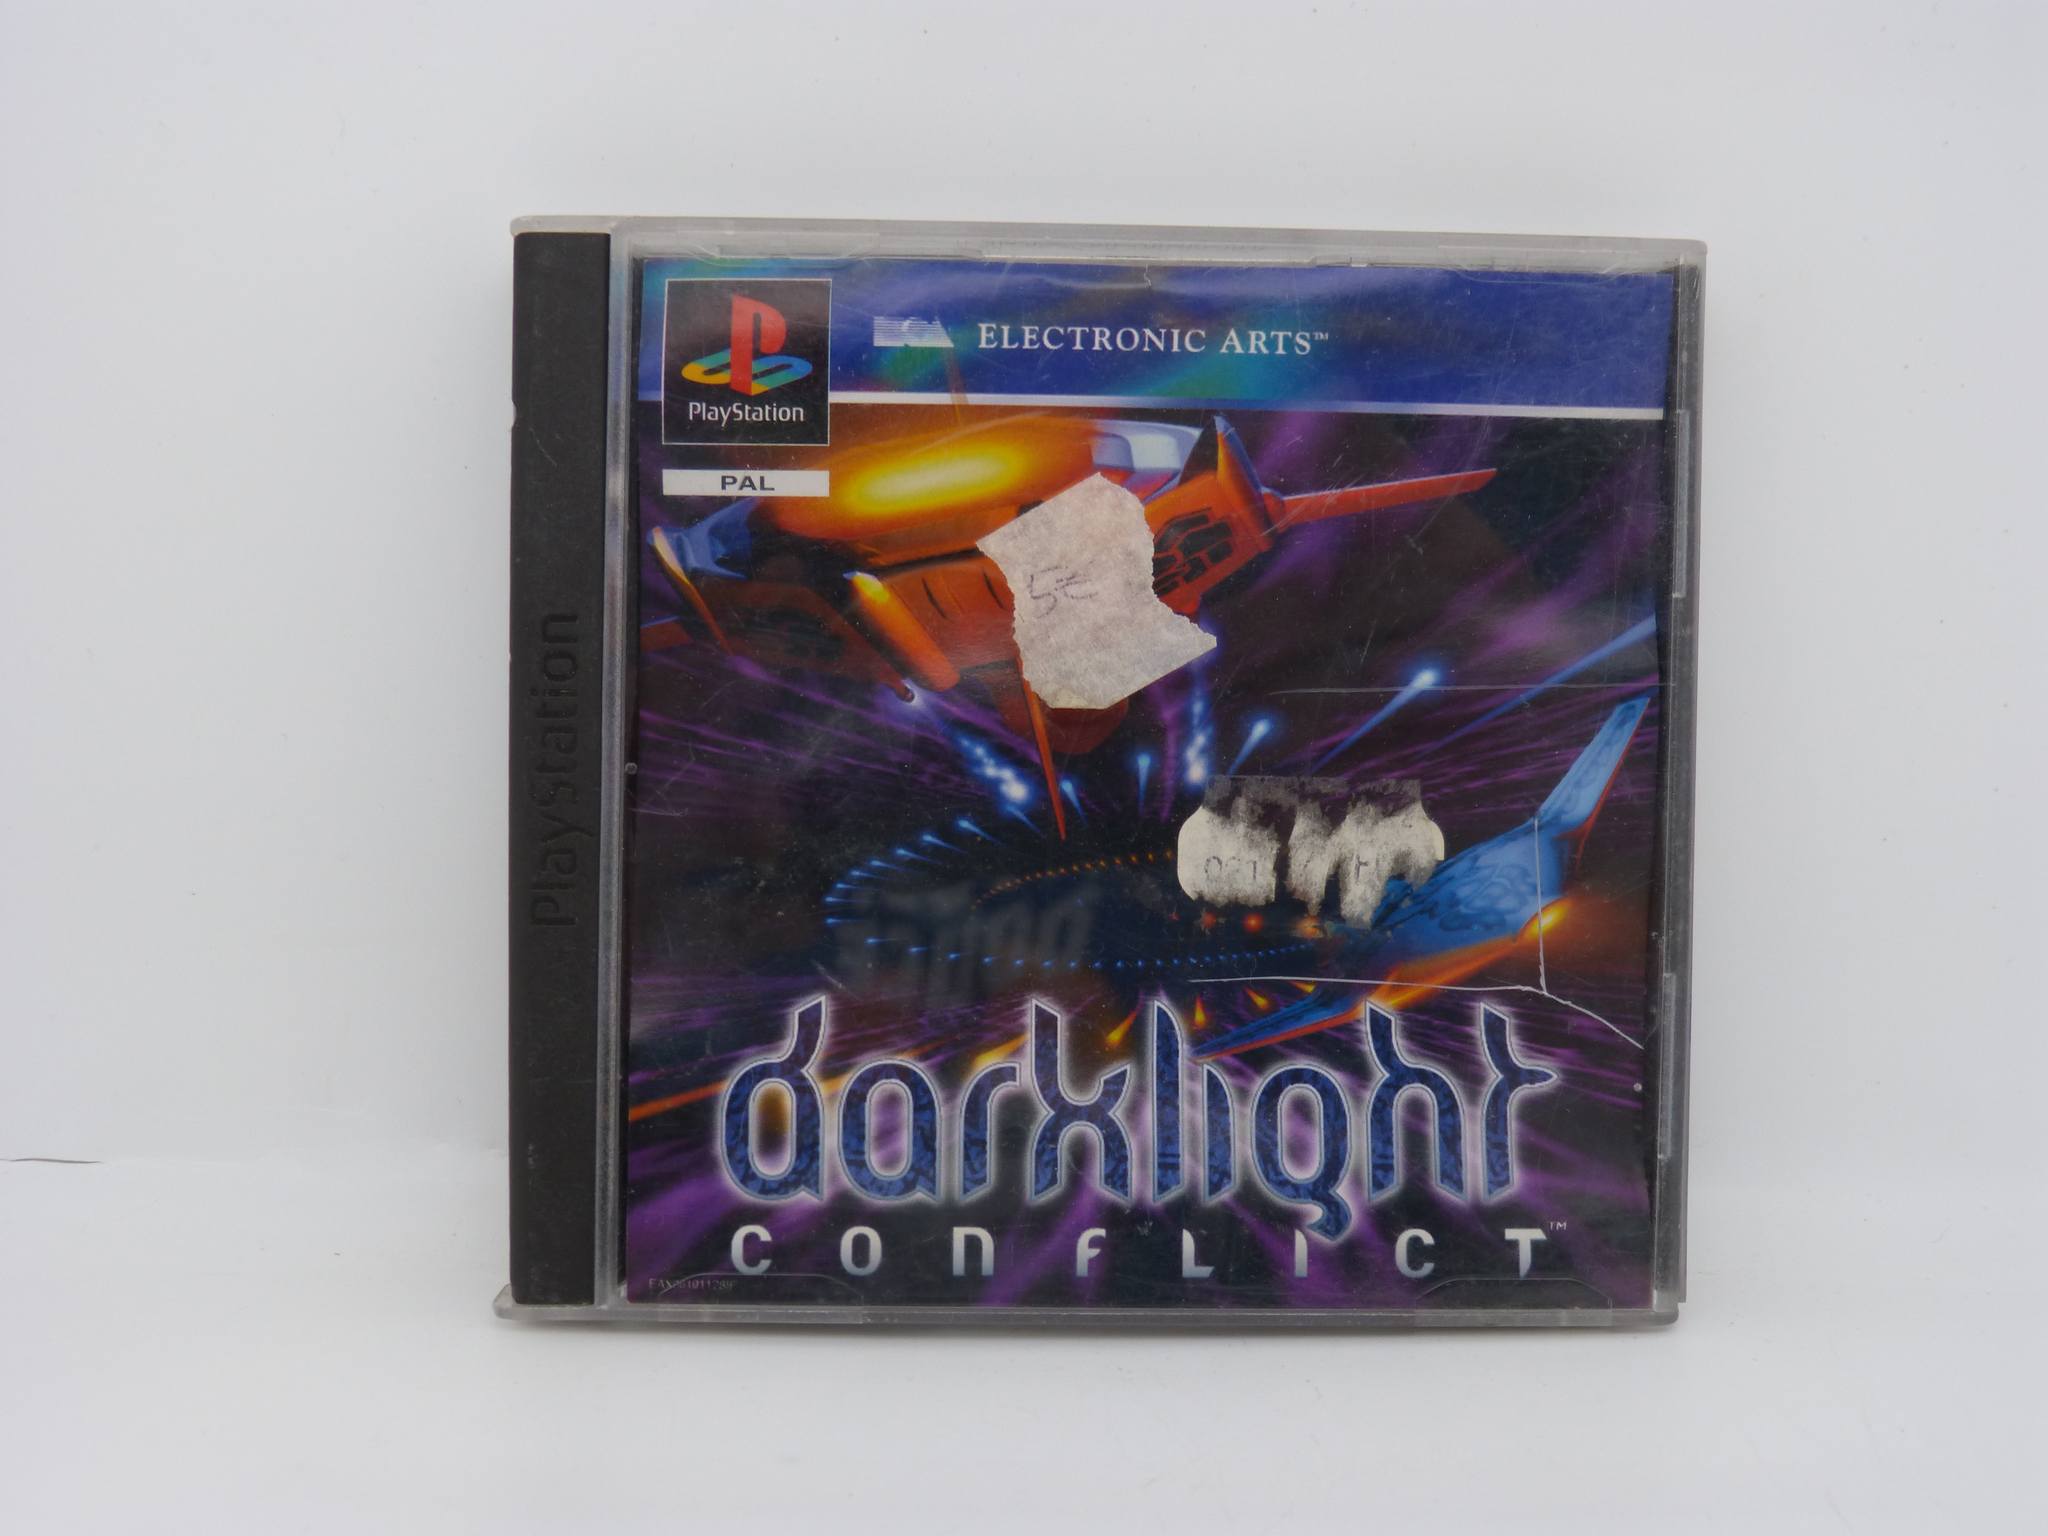 PlayStation
ELECTRONIC ARTS™
PlayStation
PAL
5€
darklight
CONFLICT™